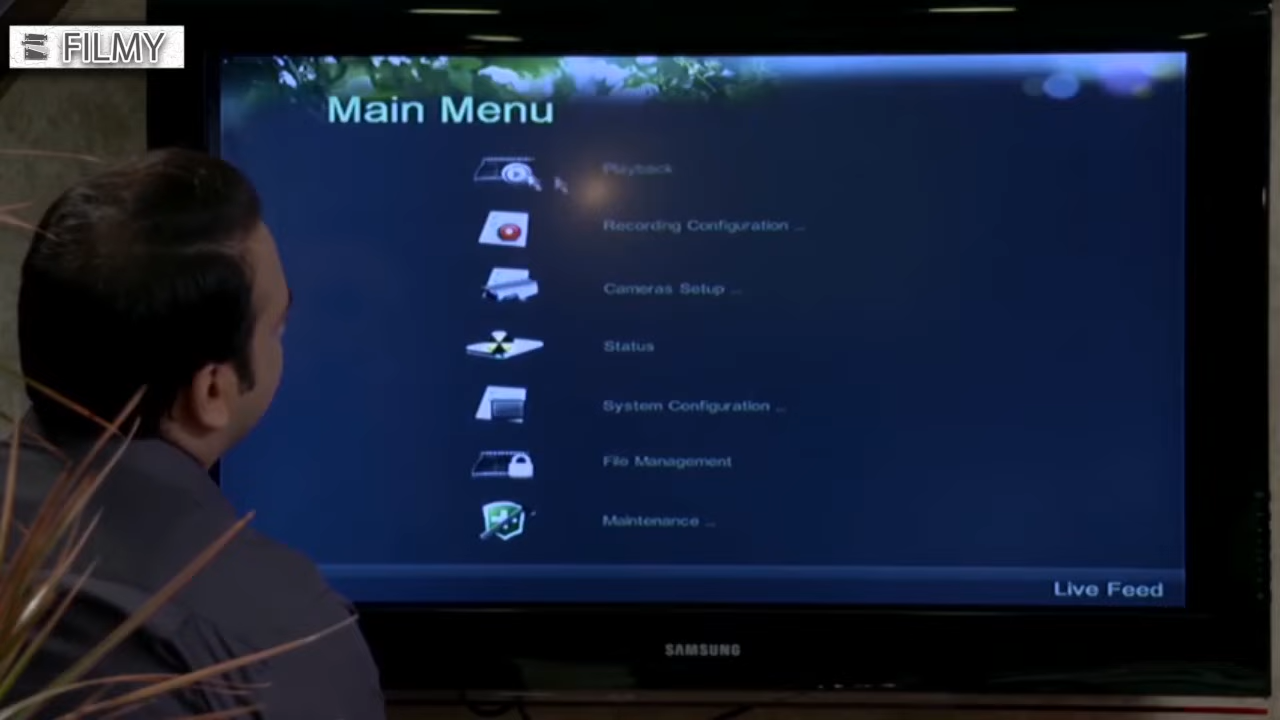 FILMY
Main Menu
Playback
Recording Configuration ...
Cameras Setup ...
Status
System Configuration ...
File Management
Maintenance ...
Live Feed
SAMSUNG